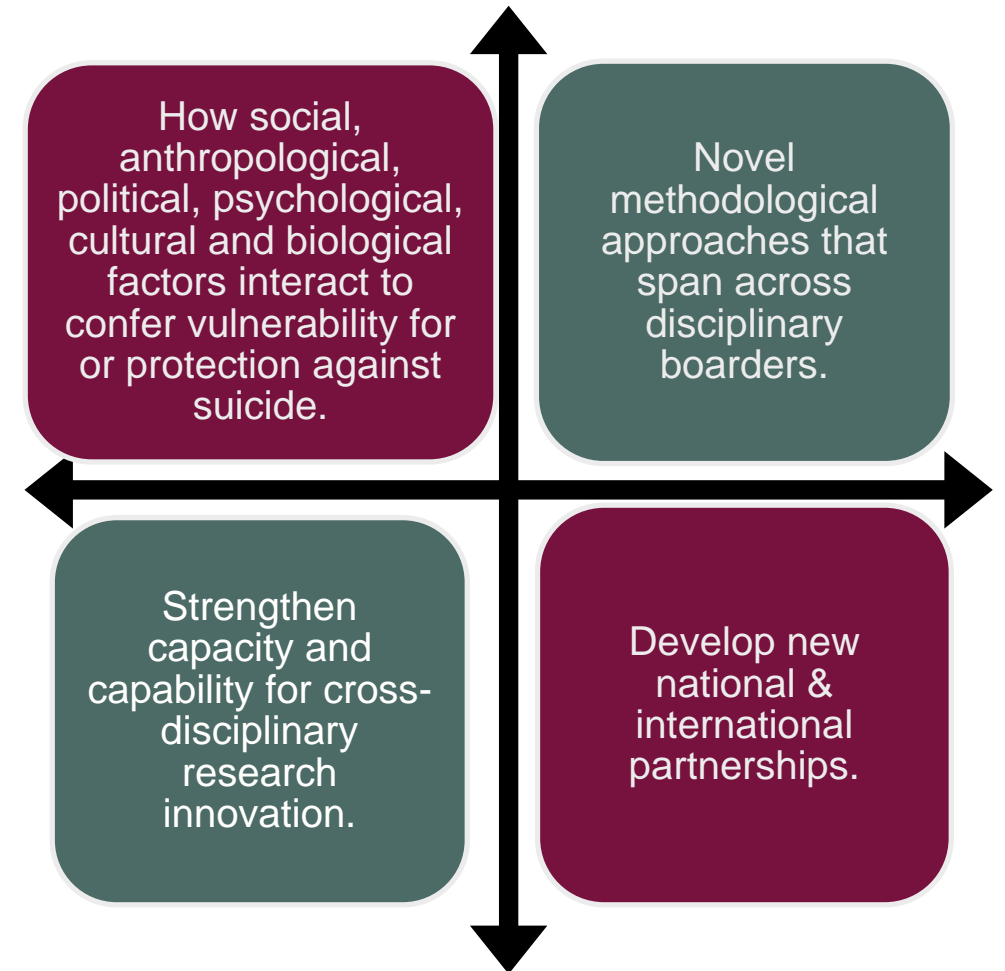 How social,
anthropological,
political, psychological,
cultural and biological
factors interact to
confer vulnerability for
or protection against
suicide.
Novel
methodological
approaches that
span across
disciplinary
boarders.
Strengthen
capacity and
capability for cross-
disciplinary
research
innovation.
Develop new
national &
international
partnerships.